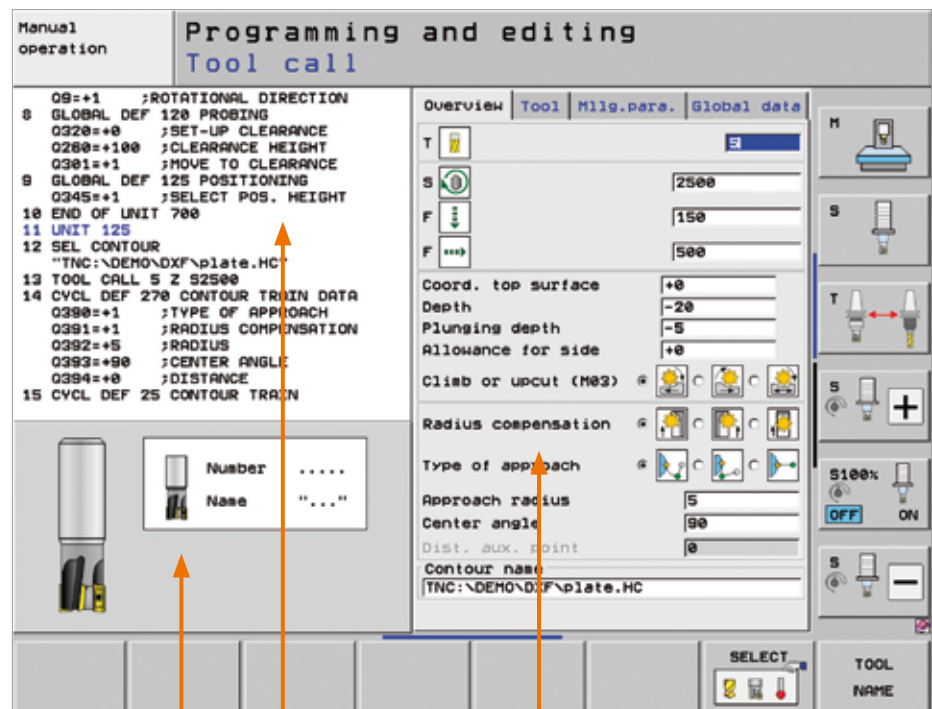 Manual
operation
Programming and editing
Tool call
Q9=+1 ;ROTATIONAL DIRECTION
8 GLOBAL DEF 120 PROBING
Q320=+0 ;SET-UP CLEARANCE
Q260=+100 ;CLEARANCE HEIGHT
Q301=+1 ;MOVE TO CLEARANCE
9 GLOBAL DEF 125 POSITIONING
Q345=+1 ;SELECT POS. HEIGHT
10 END OF UNIT 700
11 UNIT 125
12 SEL CONTOUR
"TNC:\DEMO\DXF\plate.HC"
13 TOOL CALL 5 Z S2500
14 CYCL DEF 270 CONTOUR TRAIN DATA
Q390=+1 ;TYPE OF APPROACH
Q391=+1 ;RADIUS COMPENSATION
Q392=+5 ;RADIUS
Q393=+90 ;CENTER ANGLE
Q394=+0 ;DISTANCE
15 CYCL DEF 25 CONTOUR TRAIN
Number .....
Name "..."
Overview Tool Mllg.para. Global data
T 5
S 2500
F 150
F 500
Coord. top surface +0
Depth -20
Plunging depth -5
Allowance for side +0
Climb or upcut (M03)
Radius compensation
Type of approach
Approach radius 5
Center angle 90
Dist. aux. point 0
Contour name
TNC:\DEMO\DXF\plate.HC
M
S
T
S
+
S100%
OFF ON
S
-
SELECT
TOOL
NAME